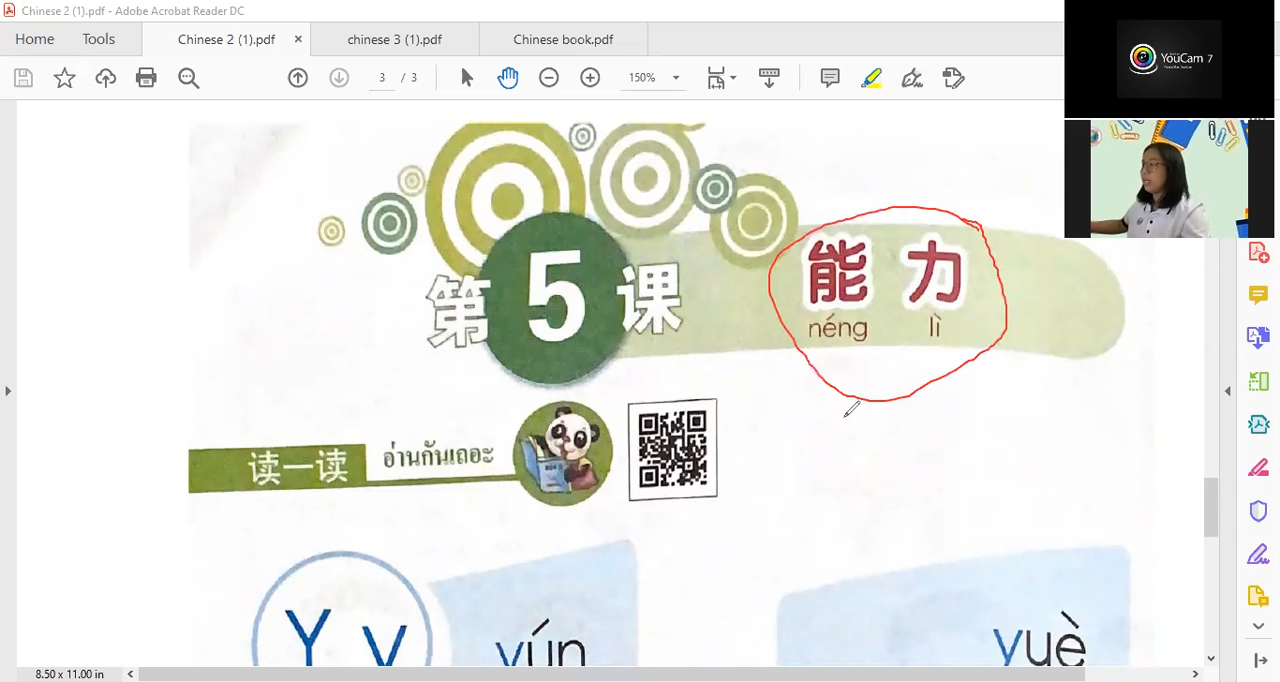 Chinese 2 (1).pdf - Adobe Acrobat Reader DC
Home Tools Chinese 2 (1).pdf × chinese 3 (1).pdf Chinese book.pdf
3 / 3 150%
YouCam 7
第 5 课 能 力
néng lì
读一读 อ่านกันเถอะ
Y y yún yuè
8.50 x 11.00 in